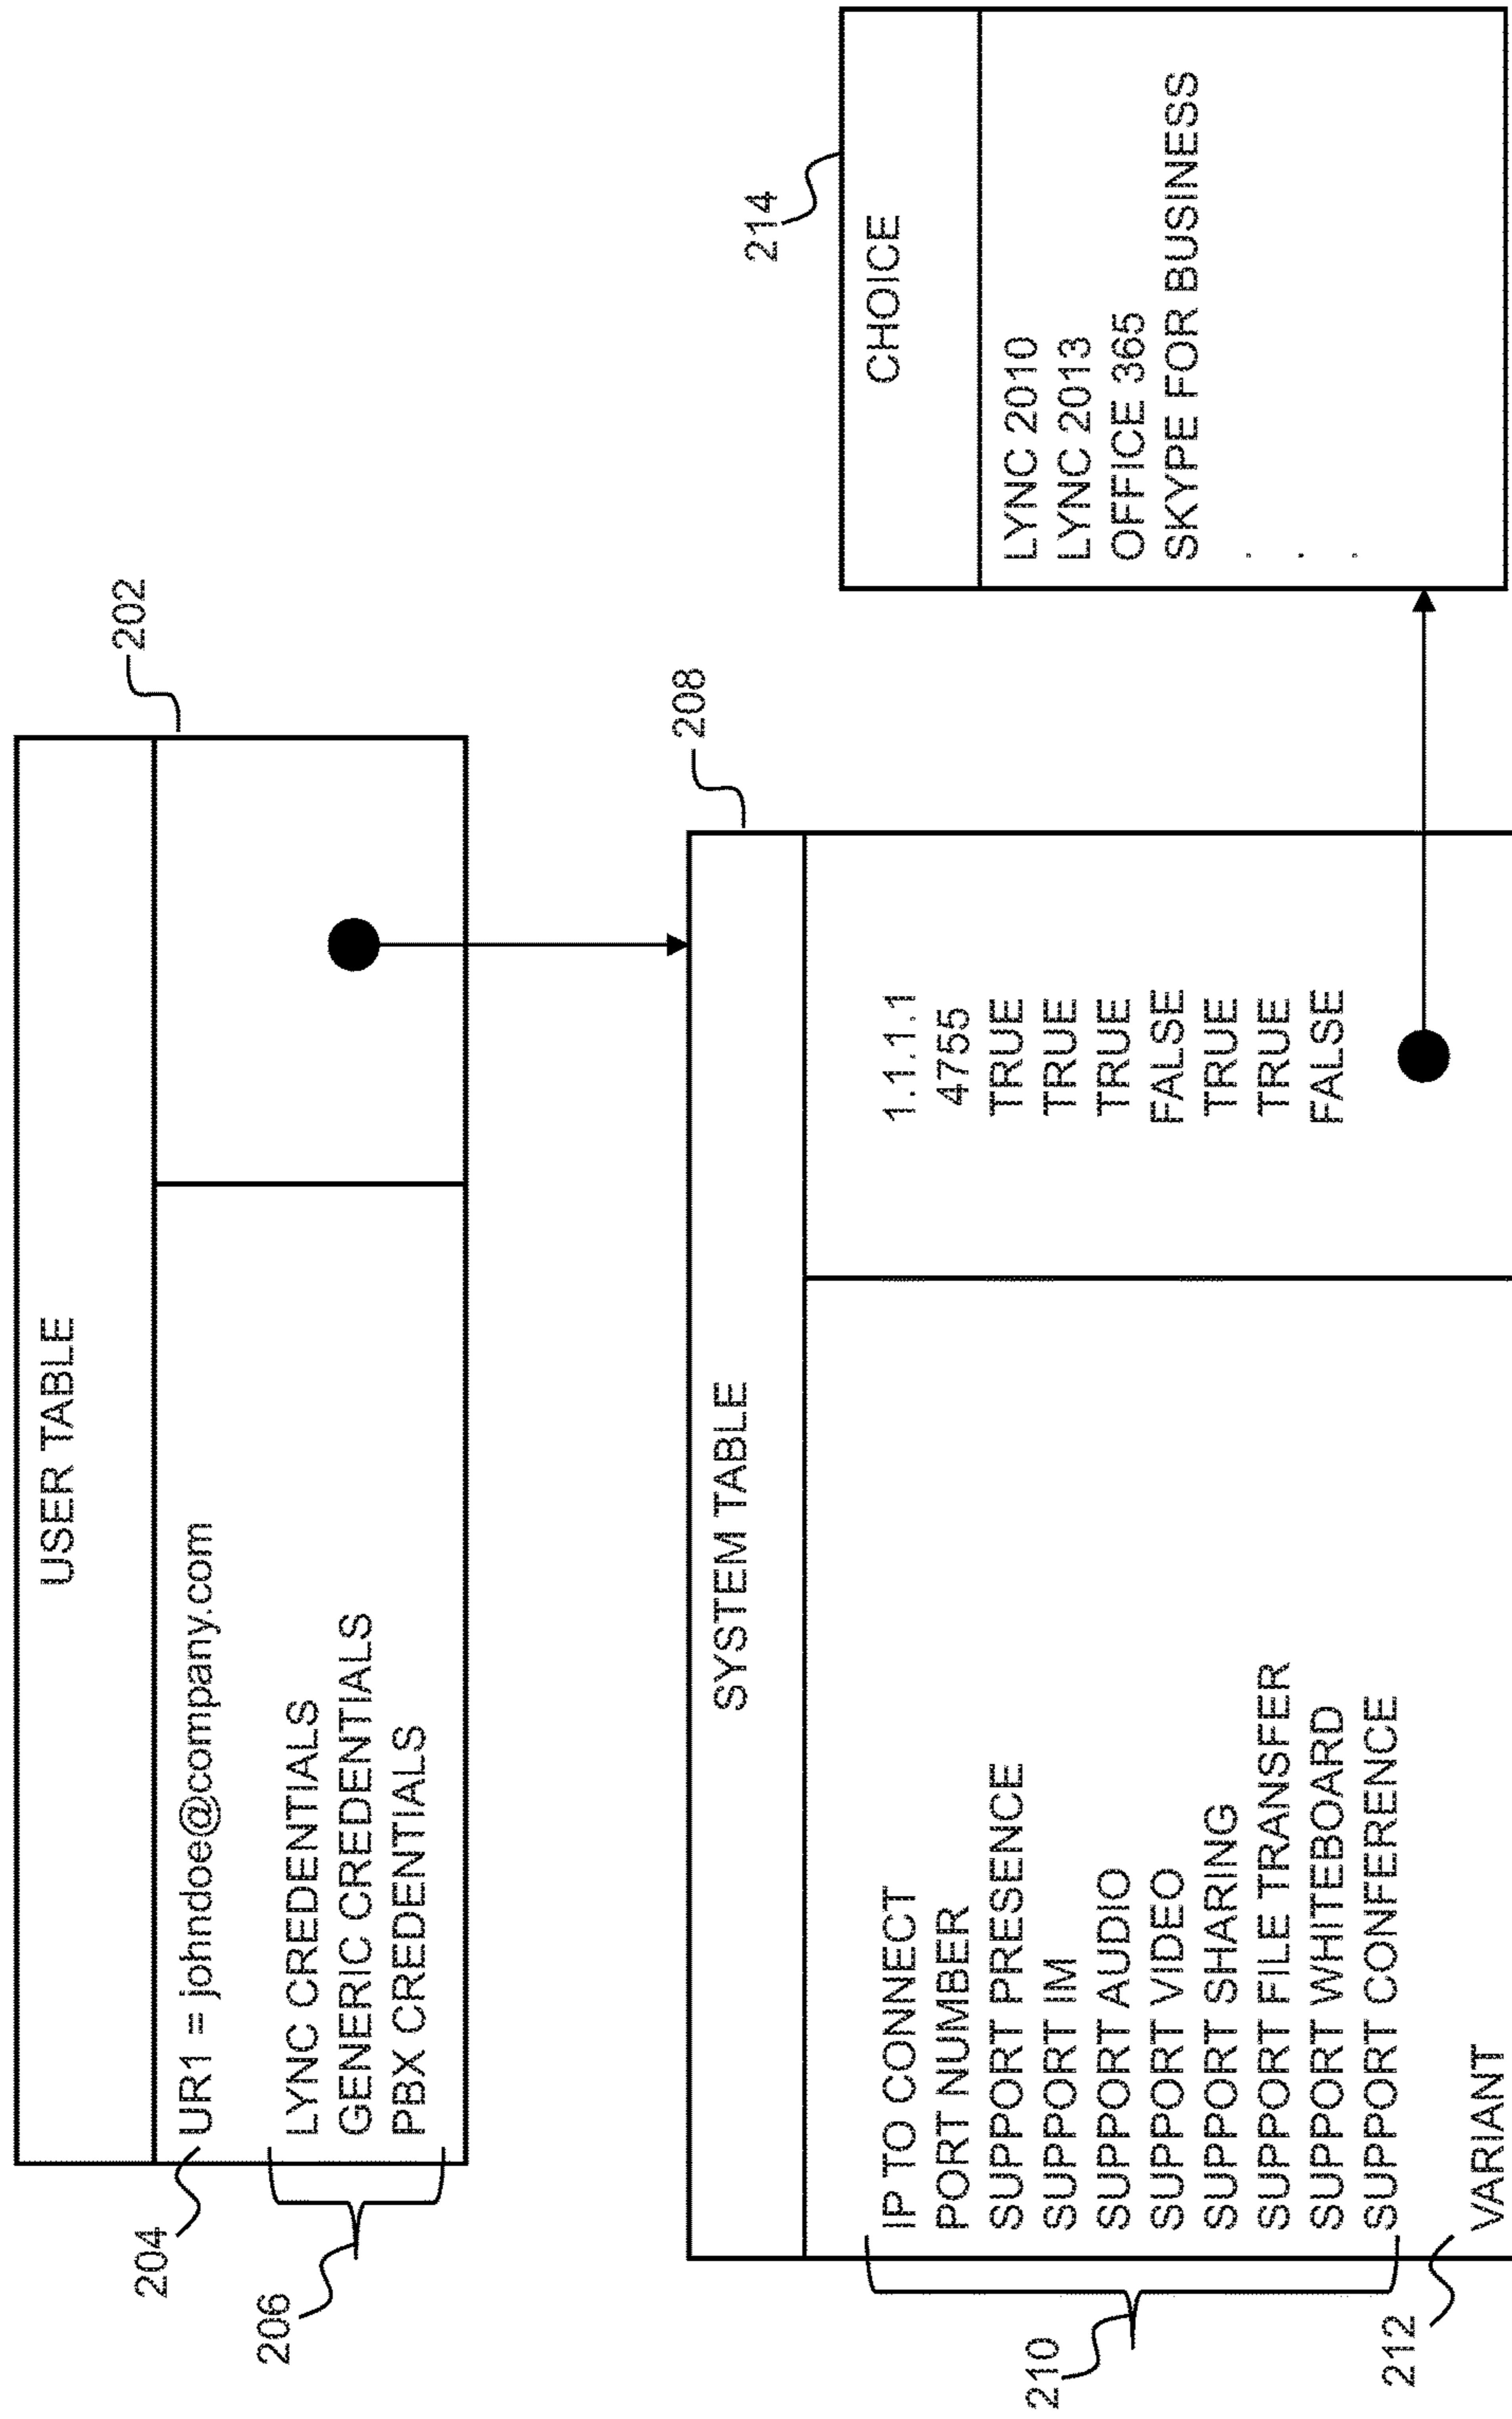 202
USER TABLE
204
UR1 = johndoe@company.com
206
LYNC CREDENTIALS
GENERIC CREDENTIALS
PBX CREDENTIALS
208
SYSTEM TABLE
210
IP TO CONNECT 1.1.1.1
PORT NUMBER 4755
SUPPORT PRESENCE TRUE
SUPPORT IM TRUE
SUPPORT AUDIO TRUE
SUPPORT VIDEO FALSE
SUPPORT SHARING TRUE
SUPPORT FILE TRANSFER TRUE
SUPPORT WHITEBOARD FALSE
SUPPORT CONFERENCE
212
VARIANT
214
CHOICE
LYNC 2010
LYNC 2013
OFFICE 365
SKYPE FOR BUSINESS
.
.
.